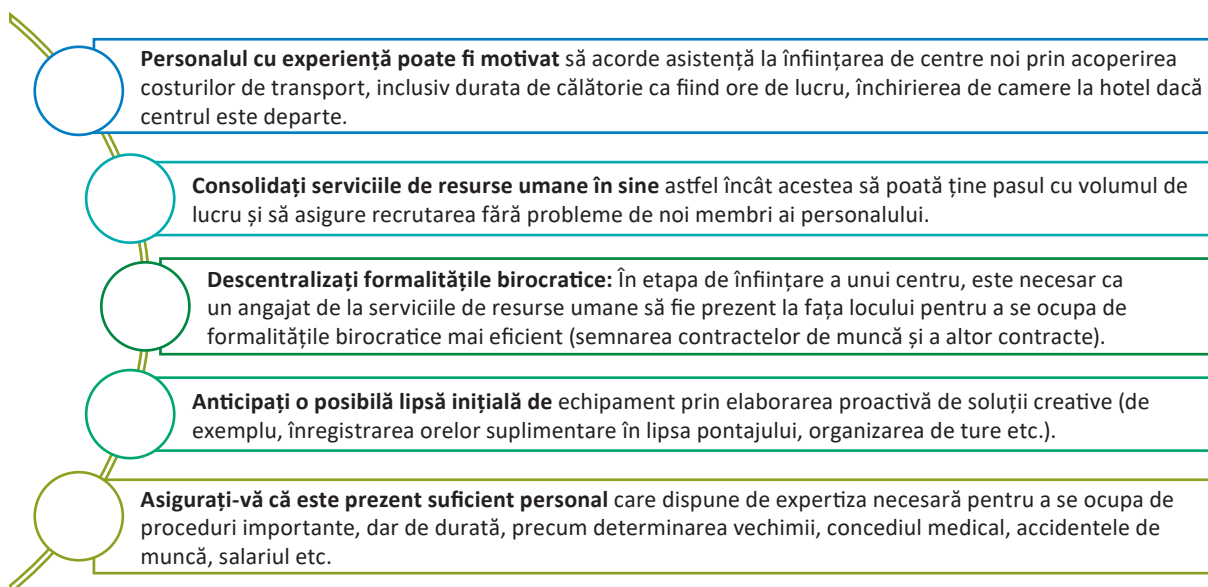 Personalul cu experiență poate fi motivat să acorde asistență la înființarea de centre noi prin acoperirea
costurilor de transport, inclusiv durata de călătorie ca fiind ore de lucru, închirierea de camere la hotel dacă
centrul este departe.
Consolidați serviciile de resurse umane în sine astfel încât acestea să poată ține pasul cu volumul de
lucru și să asigure recrutarea fără probleme de noi membri ai personalului.
Descentralizați formalitățile birocratice: În etapa de înființare a unui centru, este necesar ca
un angajat de la serviciile de resurse umane să fie prezent la fața locului pentru a se ocupa de
formalitățile birocratice mai eficient (semnarea contractelor de muncă și a altor contracte).
Anticipați o posibilă lipsă inițială de echipament prin elaborarea proactivă de soluții creative (de
exemplu, înregistrarea orelor suplimentare în lipsa pontajului, organizarea de ture etc.).
Asigurați-vă că este prezent suficient personal care dispune de expertiza necesară pentru a se ocupa de
proceduri importante, dar de durată, precum determinarea vechimii, concediul medical, accidentele de
muncă, salariul etc.